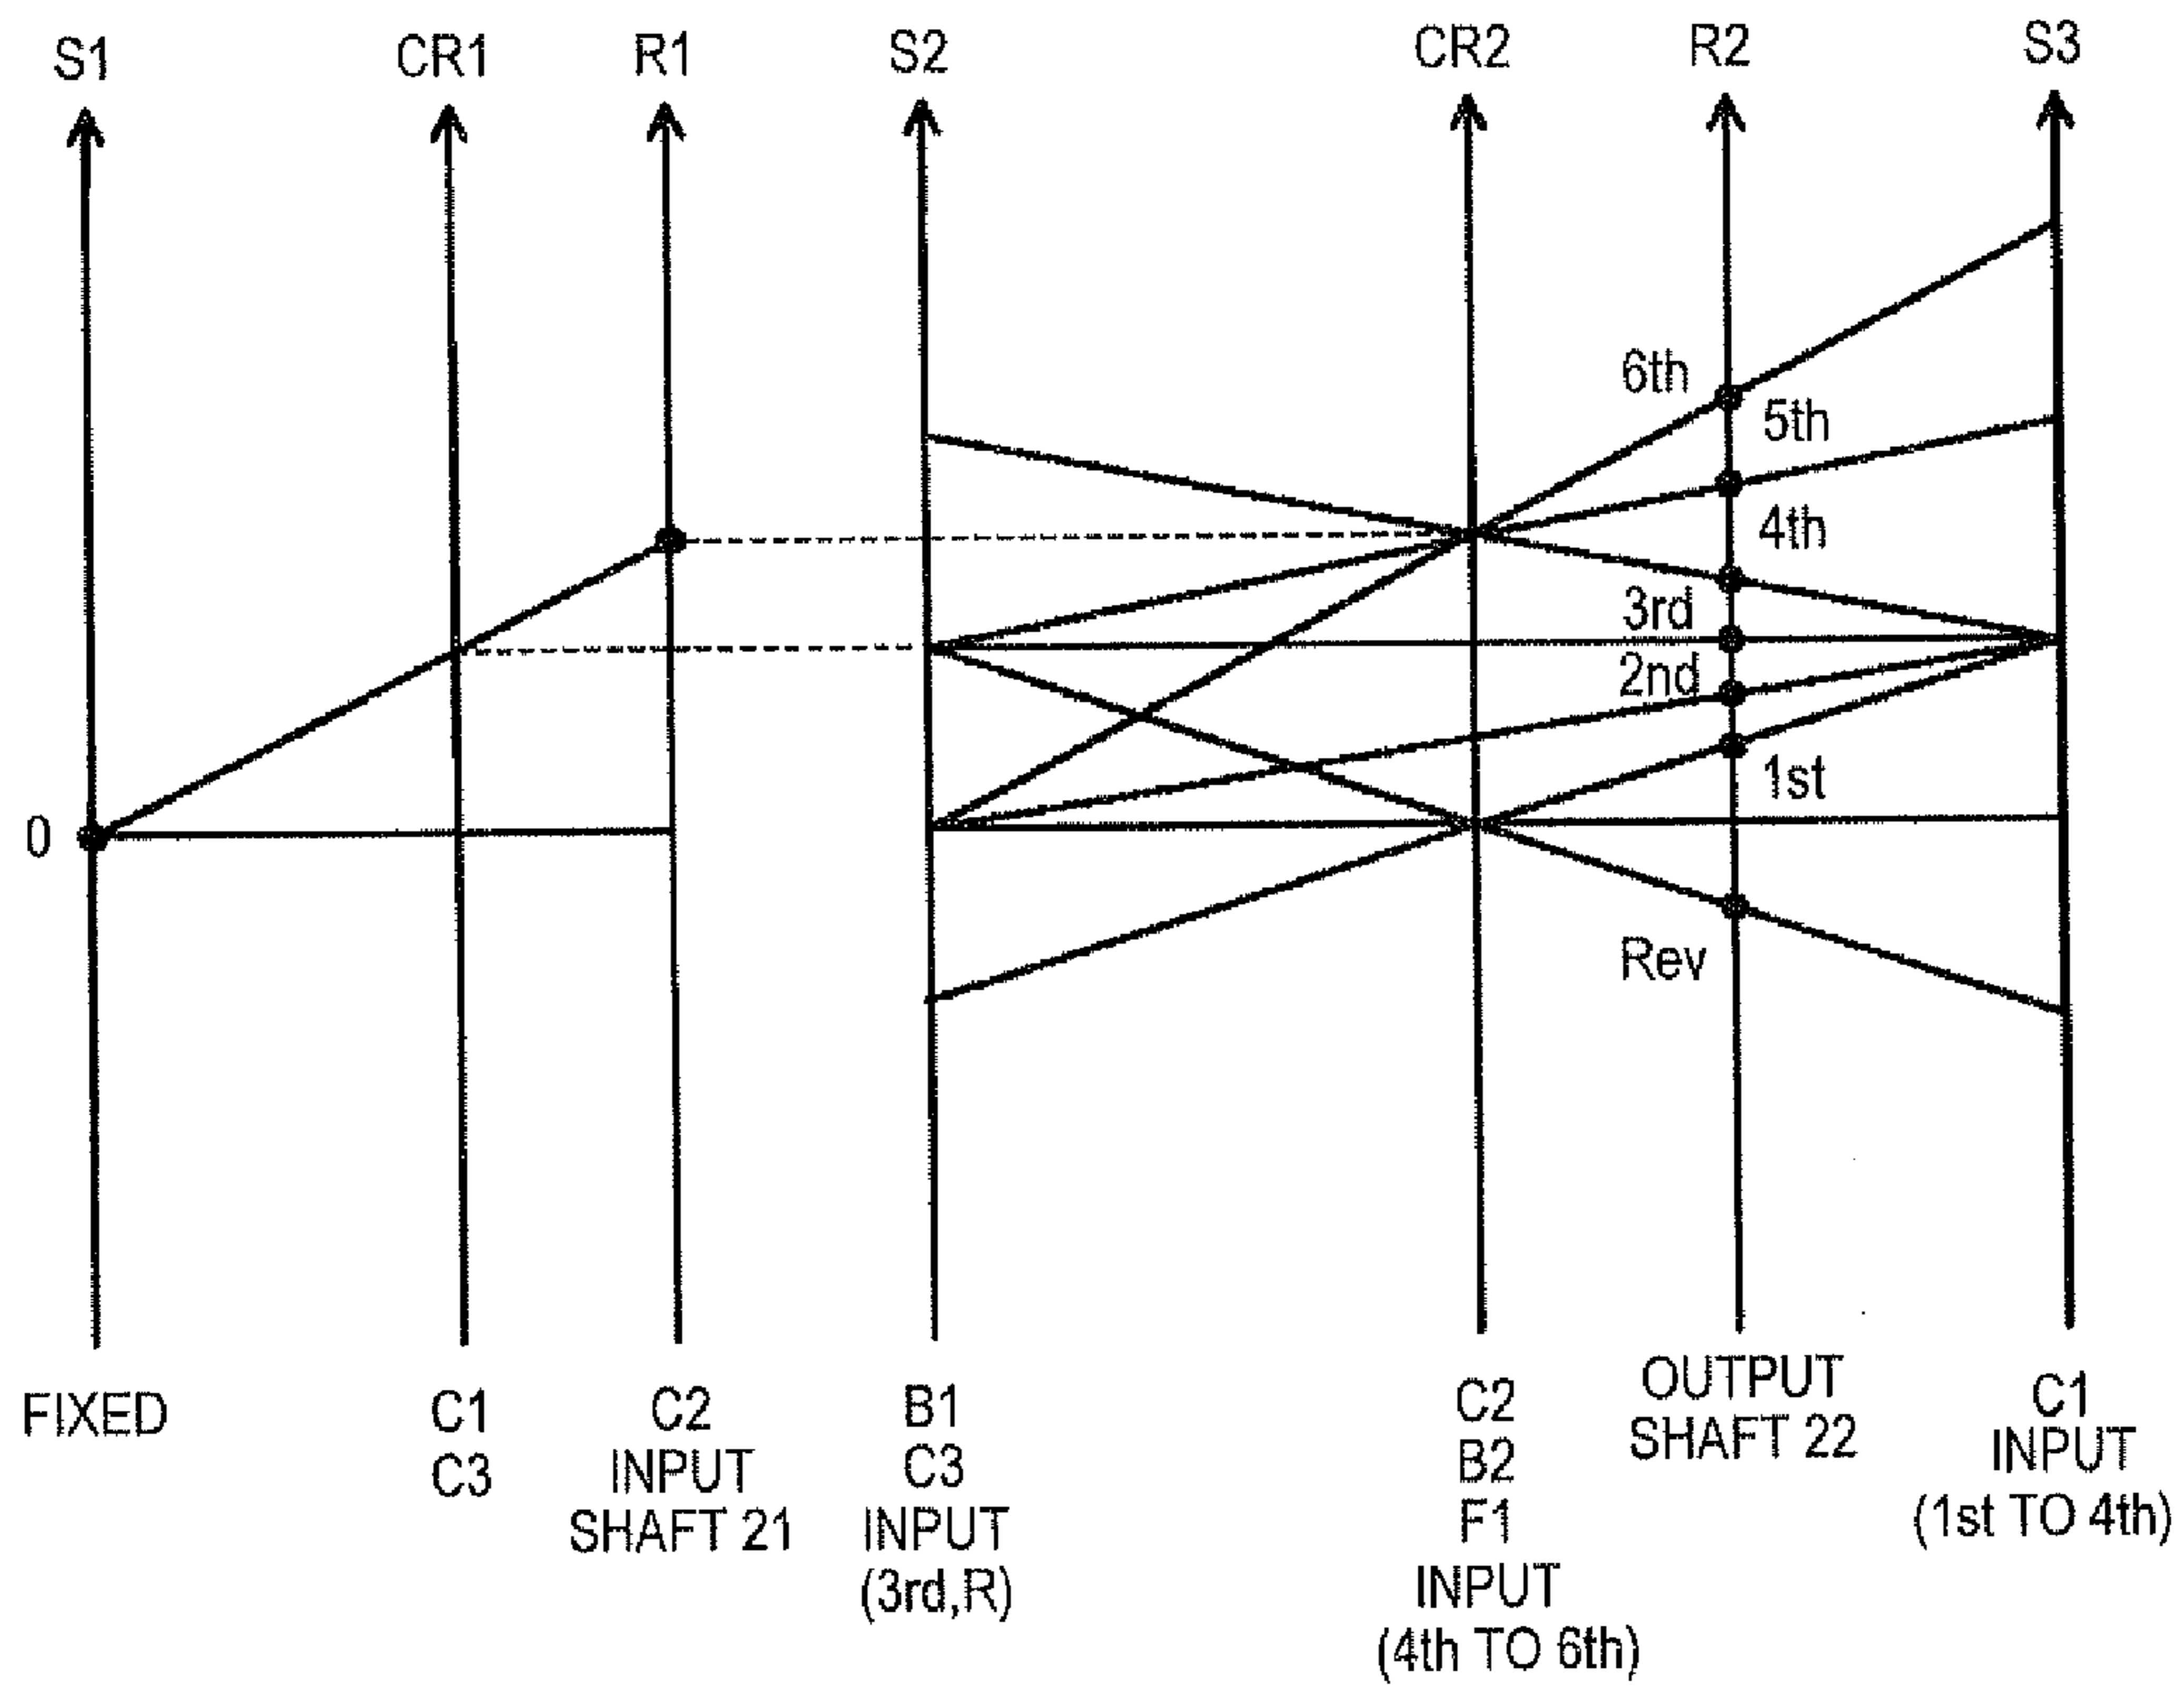 S1
CR1
R1
S2
CR2
R2
S3
6th
5th
4th
3rd
2nd
1st
0
Rev
FIXED
C1
C3
C2
INPUT
SHAFT 21
B1
C3
INPUT
(3rd,R)
C2
B2
F1
INPUT
(4th TO 6th)
OUTPUT
SHAFT 22
C1
INPUT
(1st TO 4th)